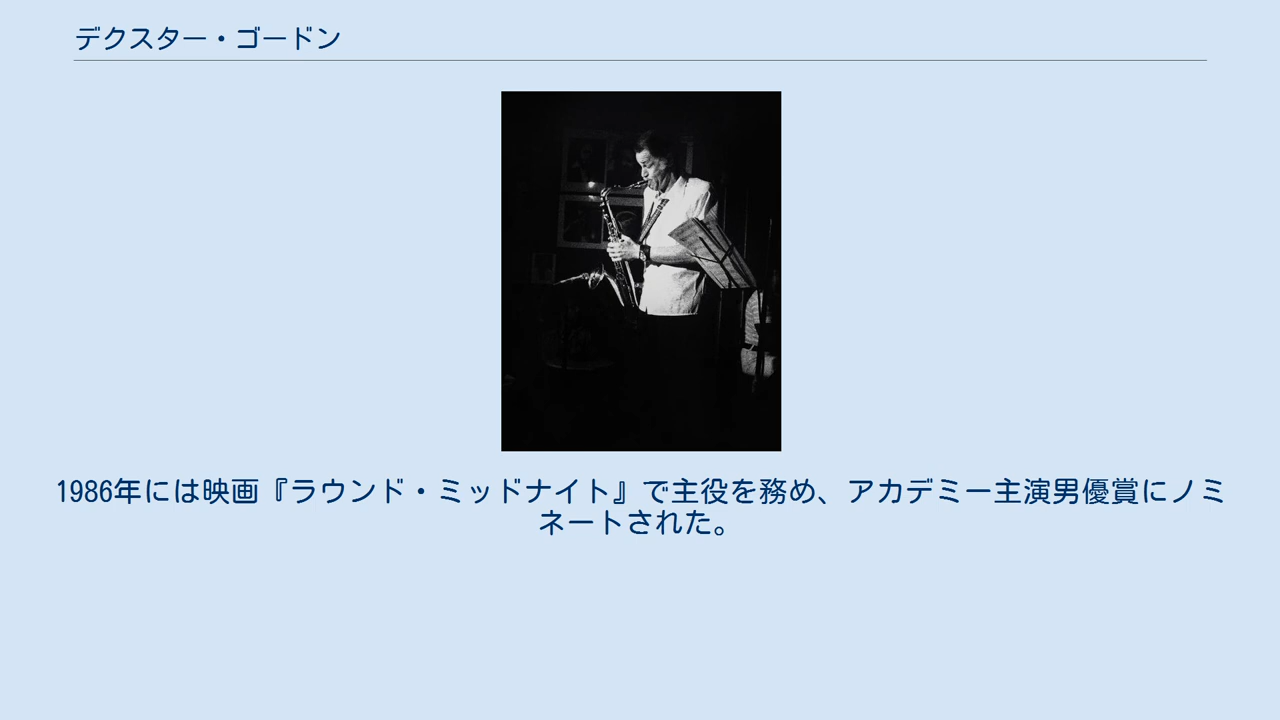 デクスター・ゴードン
1986年には映画『ラウンド・ミッドナイト』で主役を務め、アカデミー主演男優賞にノミ
ネートされた。